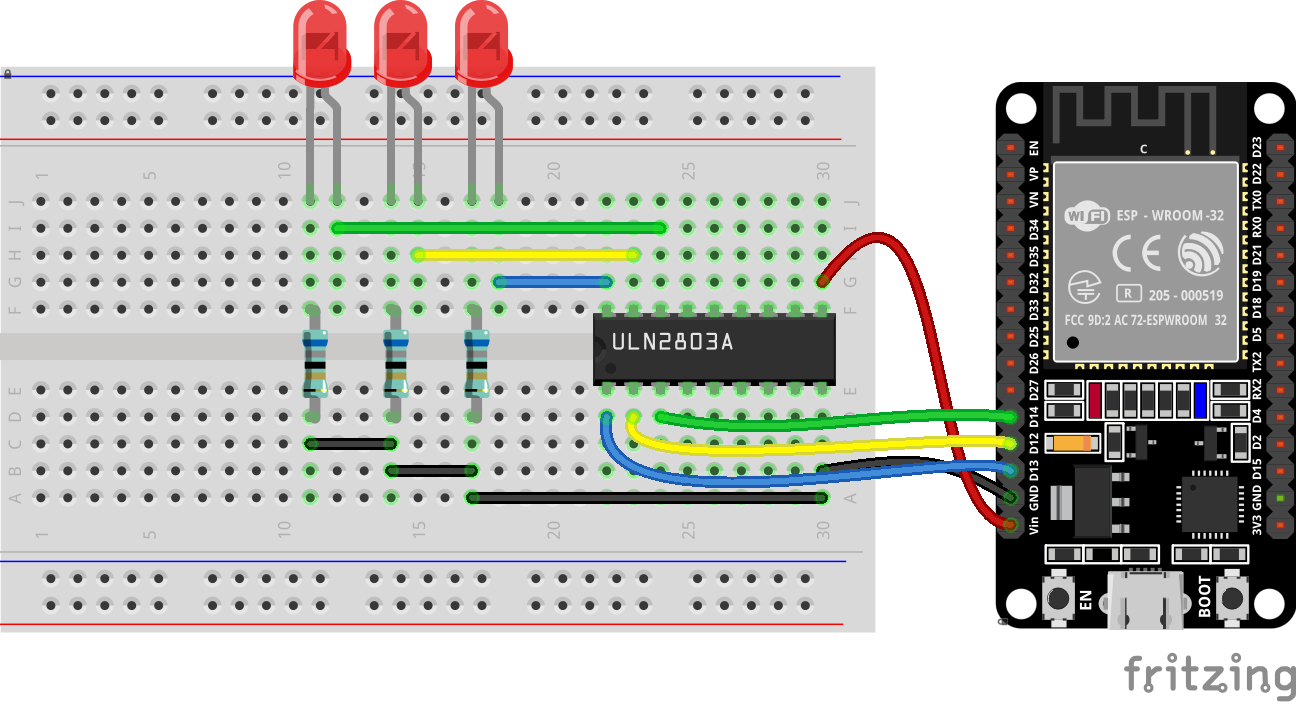 1 5 10 15 20 25 30
J J
I I
H H
G G
F F
ULN2803A
E E
D D
C C
B B
A A
1 5 10 15 20 25 30
C
EN
VP
VN
D34
D35
D32
D33
D25
D26
D27
D14
D12
D13
GND
Vin
WiFi ESP - WROOM -32
CE
R 205 - 000519
FCC 9D:2 AC 72-ESPWROOM 32
D23
D22
TX0
RX0
D21
D19
D18
D5
TX2
RX2
D4
D2
D15
GND
3V3
EN
BOOT
fritzing